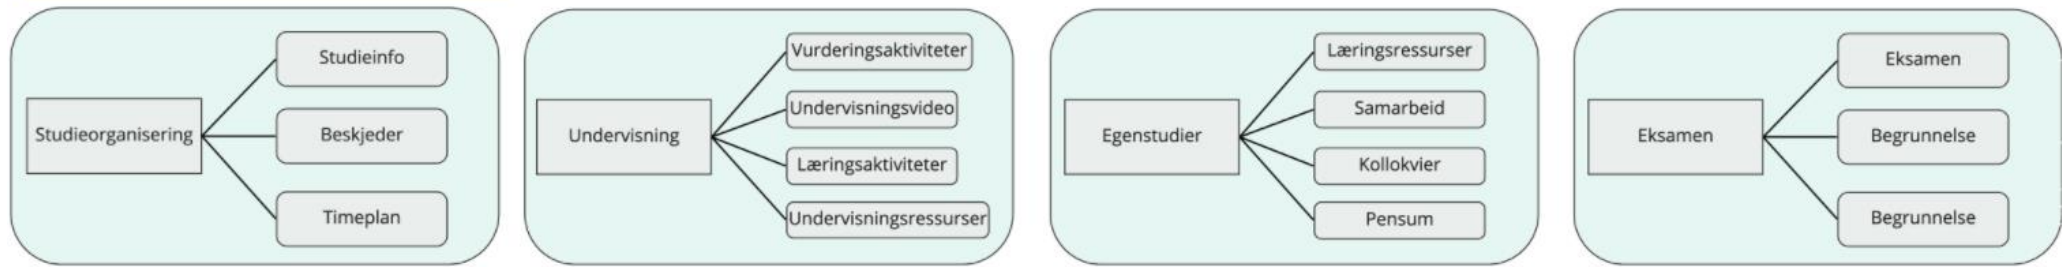 Studieorganisering
Studieinfo
Beskjeder
Timeplan
Undervisning
Vurderingsaktiviteter
Undervisningsvideo
Læringsaktiviteter
Undervisningsressurser
Egenstudier
Læringsressurser
Samarbeid
Kollokvier
Pensum
Eksamen
Eksamen
Begrunnelse
Begrunnelse